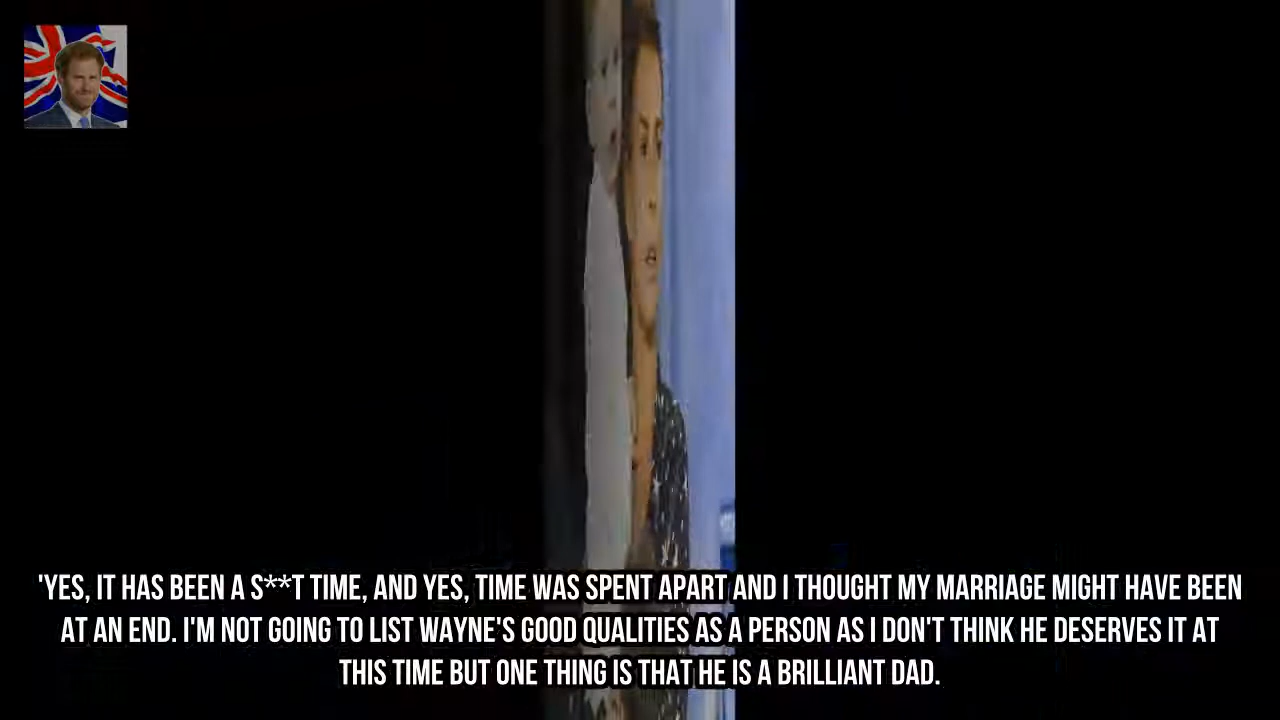 'YES, IT HAS BEEN A S**T TIME, AND YES, TIME WAS SPENT APART AND I THOUGHT MY MARRIAGE MIGHT HAVE BEEN
AT AN END. I'M NOT GOING TO LIST WAYNE'S GOOD QUALITIES AS A PERSON AS I DON'T THINK HE DESERVES IT AT
THIS TIME BUT ONE THING IS THAT HE IS A BRILLIANT DAD.